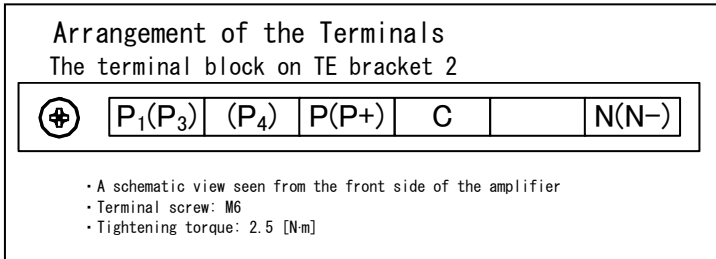 Arrangement of the Terminals
The terminal block on TE bracket 2
P₁(P₃) (P₄) P(P+) C N(N−)
・A schematic view seen from the front side of the amplifier
・Terminal screw: M6
・Tightening torque: 2.5 [N·m]